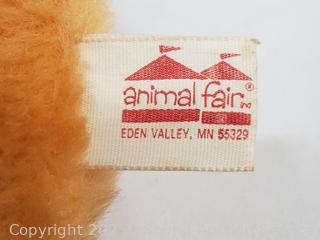 animal fair®
inc
EDEN VALLEY, MN 55329
Copyright 2